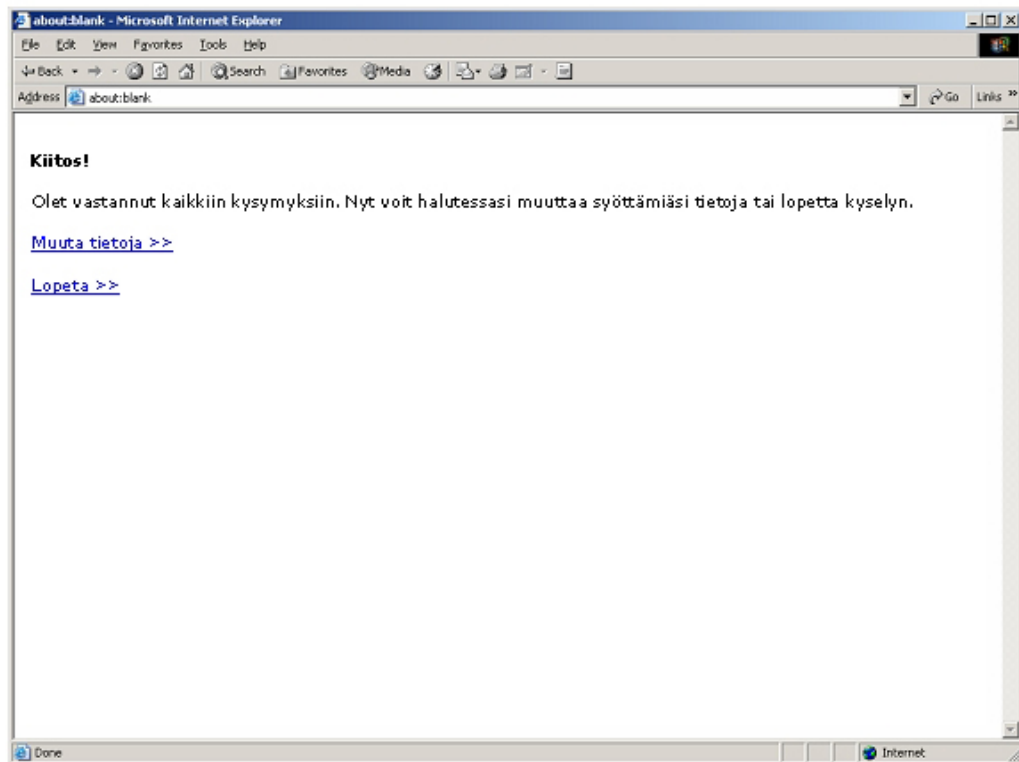 about:blank - Microsoft Internet Explorer
File Edit View Favorites Tools Help
Back Search Favorites Media
Address about:blank Go Links »
Kiitos!
Olet vastannut kaikkiin kysymyksiin. Nyt voit halutessasi muuttaa syöttämiäsi tietoja tai lopetta kyselyn.
Muuta tietoja >>
Lopeta >>
Done Internet